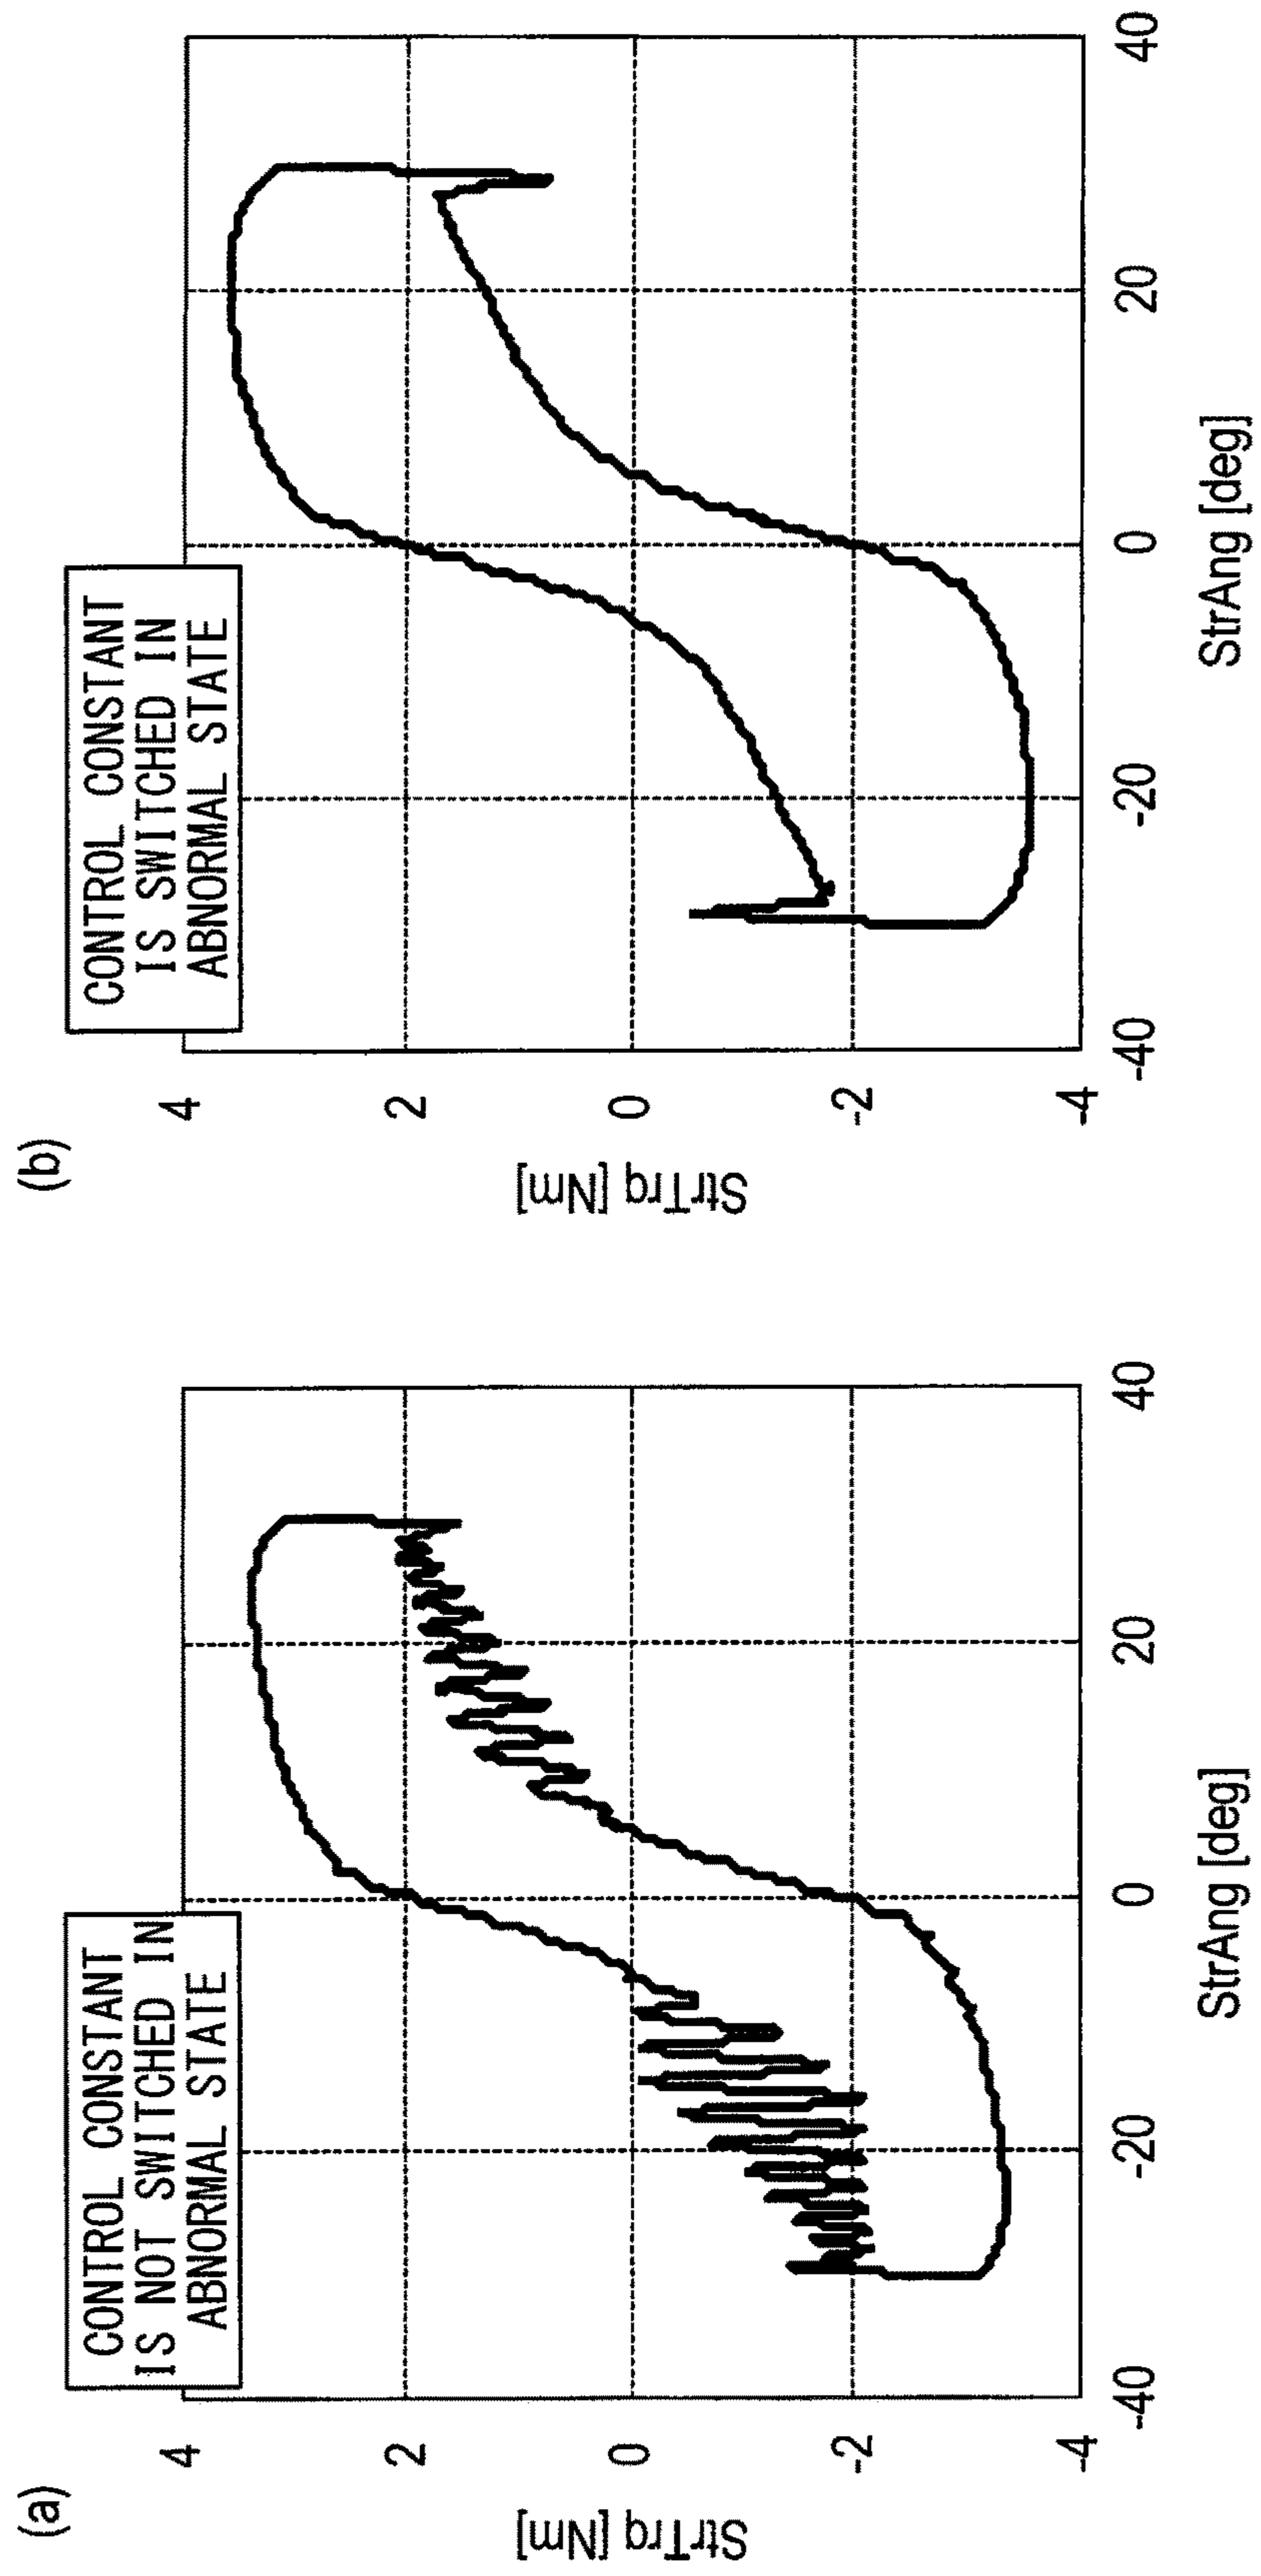 (a)
CONTROL CONSTANT
IS NOT SWITCHED IN
ABNORMAL STATE
4
2
0
-2
-4
StrTrq [Nm]
-40
-20
0
20
40
StrAng [deg]
(b)
CONTROL CONSTANT
IS SWITCHED IN
ABNORMAL STATE
4
2
0
-2
-4
StrTrq [Nm]
-40
-20
0
20
40
StrAng [deg]